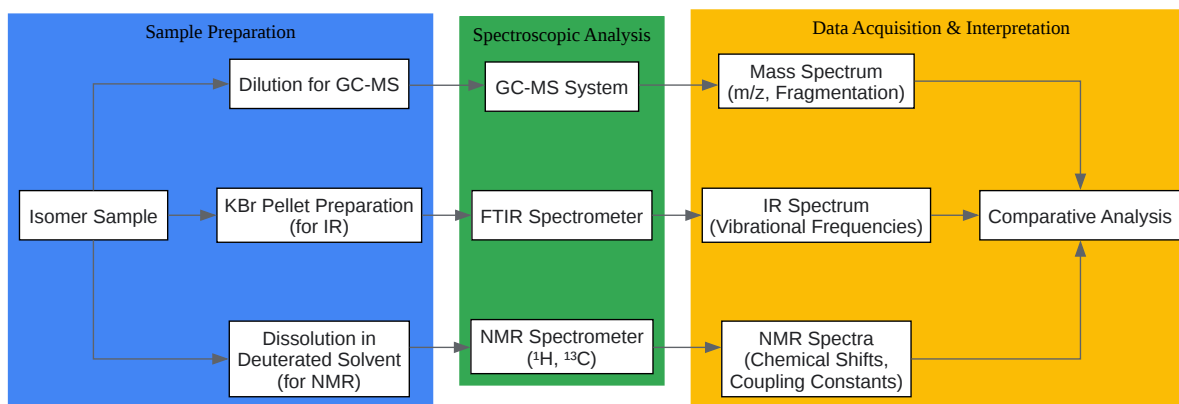 Sample Preparation
Spectroscopic Analysis
Data Acquisition & Interpretation
Dilution for GC-MS
GC-MS System
Mass Spectrum
(m/z, Fragmentation)
Isomer Sample
KBr Pellet Preparation
(for IR)
FTIR Spectrometer
IR Spectrum
(Vibrational Frequencies)
Comparative Analysis
Dissolution in
Deuterated Solvent
(for NMR)
NMR Spectrometer
(¹H, ¹³C)
NMR Spectra
(Chemical Shifts,
Coupling Constants)